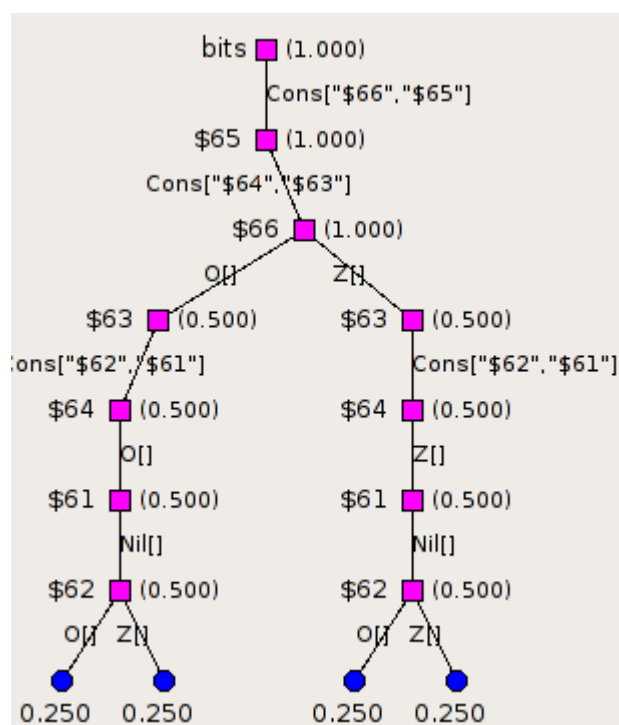 bits (1.000)
Cons["$66","$65"]
$65 (1.000)
Cons["$64","$63"]
$66 (1.000)
O[] Z[]
$63 (0.500) $63 (0.500)
ons["$62","$61"] Cons["$62","$61"]
$64 (0.500) $64 (0.500)
O[] Z[]
$61 (0.500) $61 (0.500)
Nil[] Nil[]
$62 (0.500) $62 (0.500)
O[] Z[] O[] Z[]
0.250 0.250 0.250 0.250